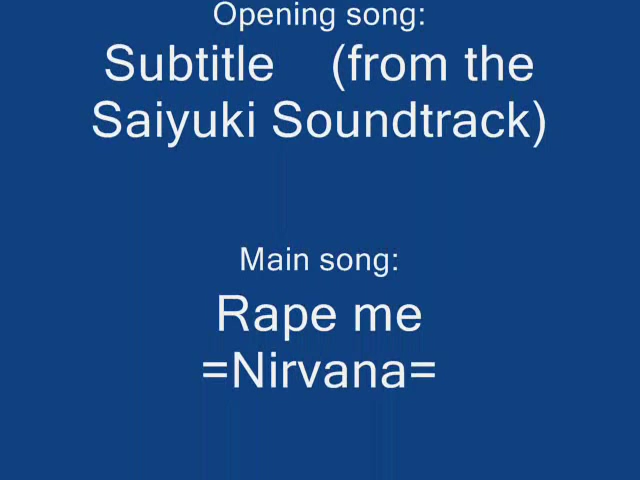 Opening song:
Subtitle (from the
Saiyuki Soundtrack)
Main song:
Rape me
=Nirvana=